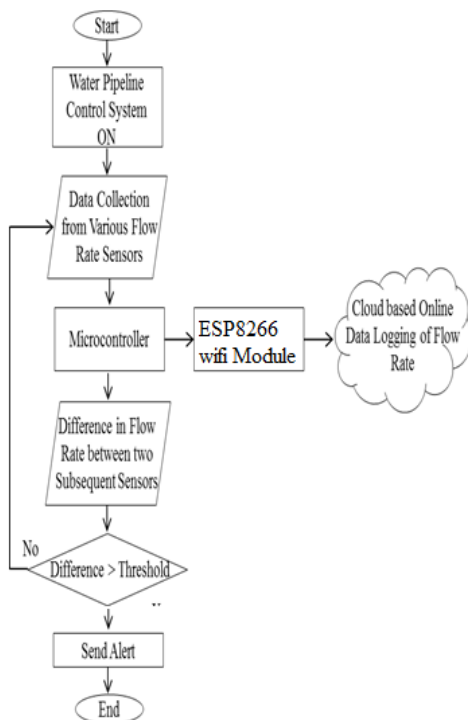 Start
Water Pipeline
Control System
ON
Data Collection
from Various Flow
Rate Sensors
Microcontroller
ESP8266
wifi Module
Cloud based Online
Data Logging of Flow
Rate
Difference in Flow
Rate between two
Subsequent Sensors
No
Difference > Threshold
Send Alert
End